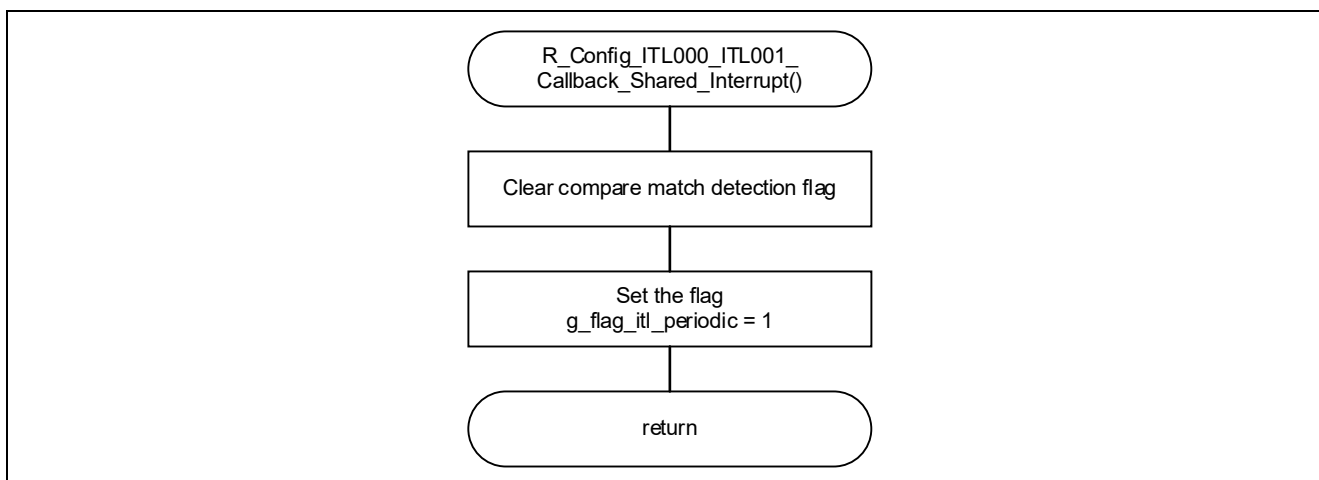 R_Config_ITL000_ITL001_
Callback_Shared_Interrupt()
Clear compare match detection flag
Set the flag
g_flag_itl_periodic = 1
return